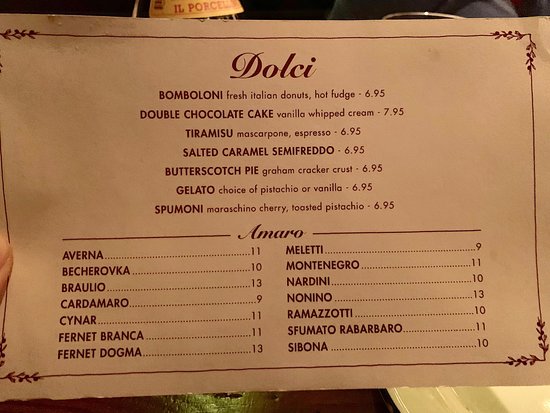 IL PORCEL
Dolci
BOMBOLONI fresh italian donuts, hot fudge - 6.95
DOUBLE CHOCOLATE CAKE vanilla whipped cream - 7.95
TIRAMISU mascarpone, espresso - 6.95
SALTED CARAMEL SEMIFREDDO - 6.95
BUTTERSCOTCH PIE graham cracker crust - 6.95
GELATO choice of pistachio or vanilla - 6.95
SPUMONI maraschino cherry, toasted pistachio - 6.95
Amaro
AVERNA 11
BECHEROVKA 10
BRAULIO 13
CARDAMARO 9
CYNAR 11
FERNET BRANCA 11
FERNET DOGMA 13
MELETTI 9
MONTENEGRO 11
NARDINI 10
NONINO 13
RAMAZZOTTI 10
SFUMATO RABARBARO 11
SIBONA 10